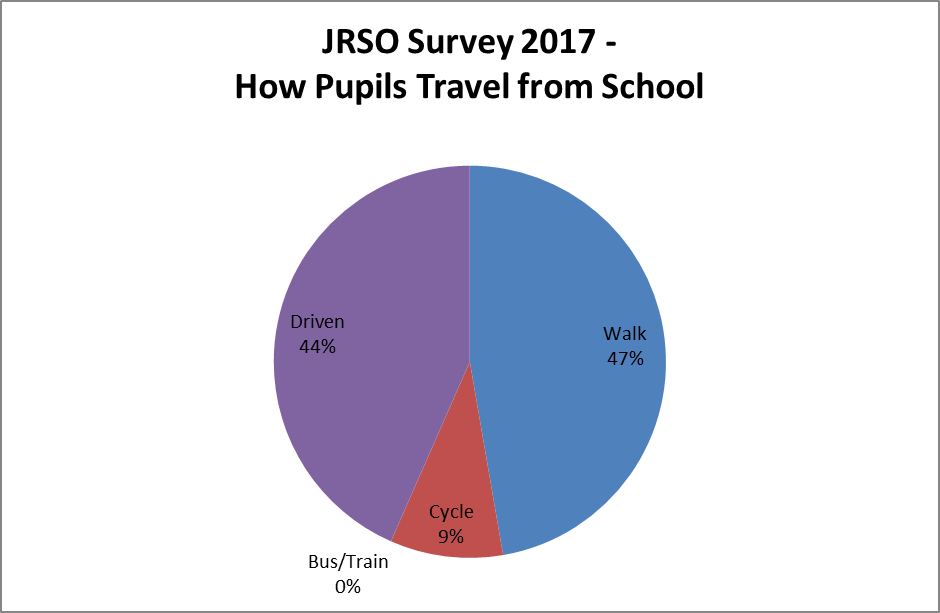 JRSO Survey 2017 -
How Pupils Travel from School
Driven
44%
Walk
47%
Cycle
9%
Bus/Train
0%